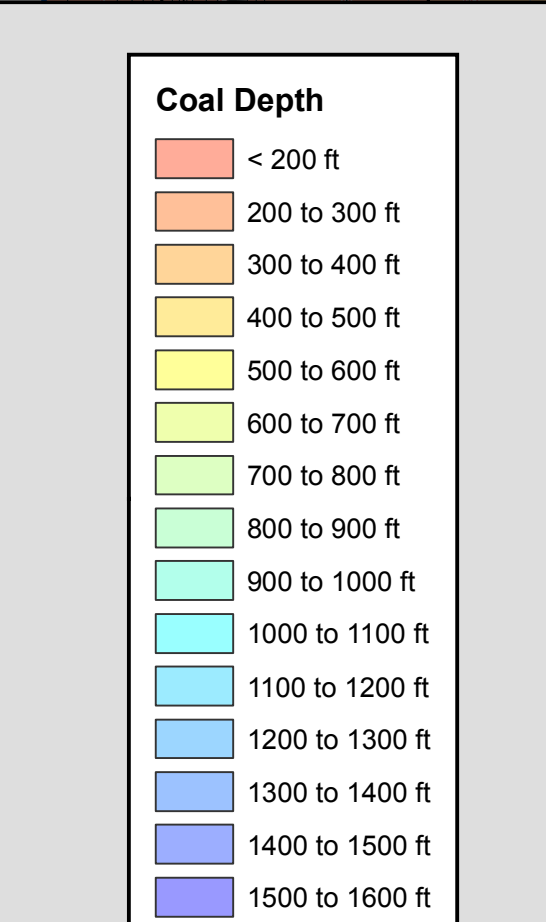 Coal Depth
< 200 ft
200 to 300 ft
300 to 400 ft
400 to 500 ft
500 to 600 ft
600 to 700 ft
700 to 800 ft
800 to 900 ft
900 to 1000 ft
1000 to 1100 ft
1100 to 1200 ft
1200 to 1300 ft
1300 to 1400 ft
1400 to 1500 ft
1500 to 1600 ft